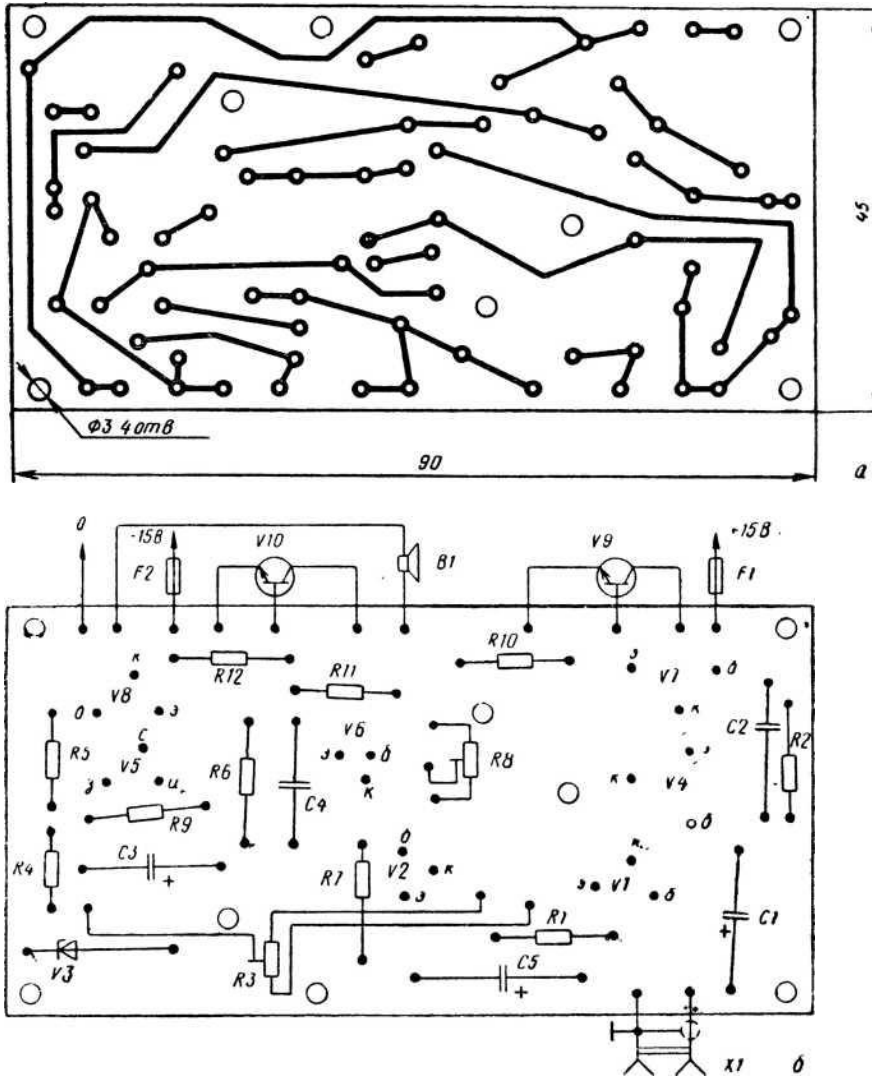 45
Ф3 4отв
90
а
0
-15В
V10
B1
V9
+15В
F2
F1
R10
э
б
к
R12
R11
V7
V8
к
C2
R2
б
э
с
V6
э
б
к
R8
э
R5
V5
R6
C4
к
V4
з
и
R9
б
R4
C3
+
R7
б
V2
к
э
к
э
V1
б
C1
+
R1
V3
R3
C5
+
X1
б